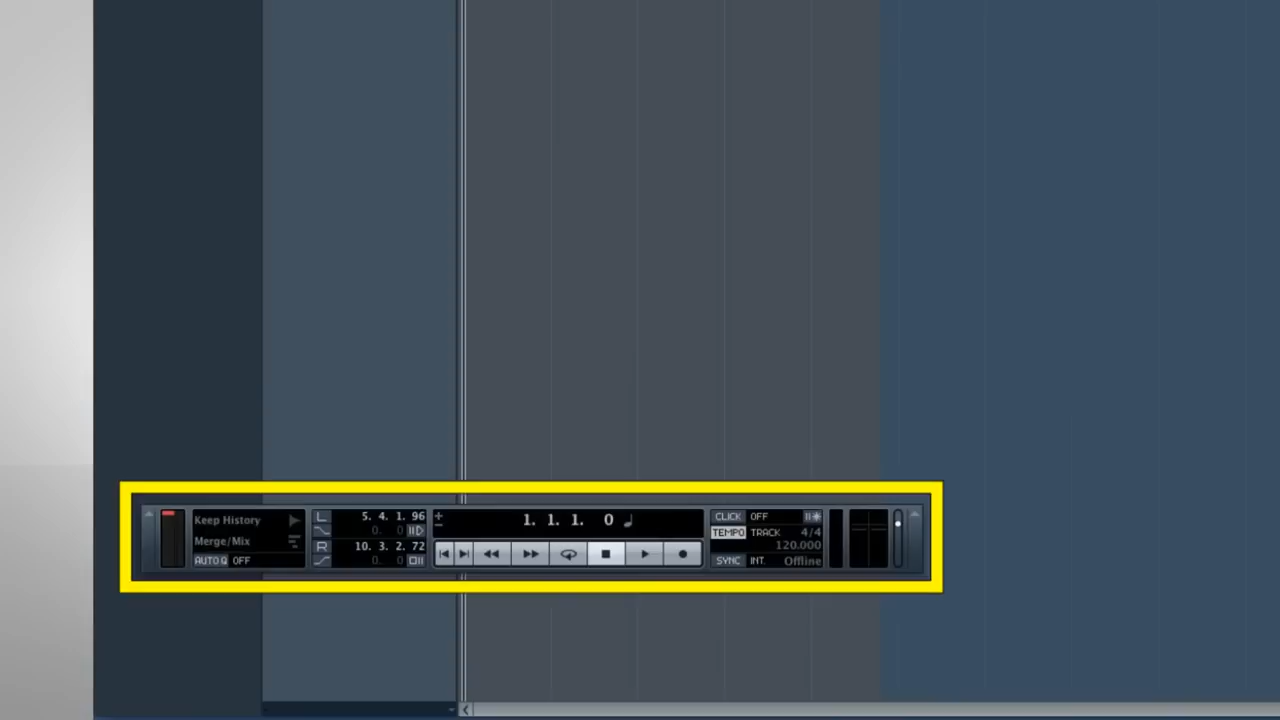 Keep History
Merge/Mix
AUTO Q OFF
L 5. 4. 1. 96
0. 0
R 10. 3. 2. 72
0. 0
1. 1. 1. 0
CLICK OFF
TEMPO TRACK 4/4
120.000
SYNC INT. Offline